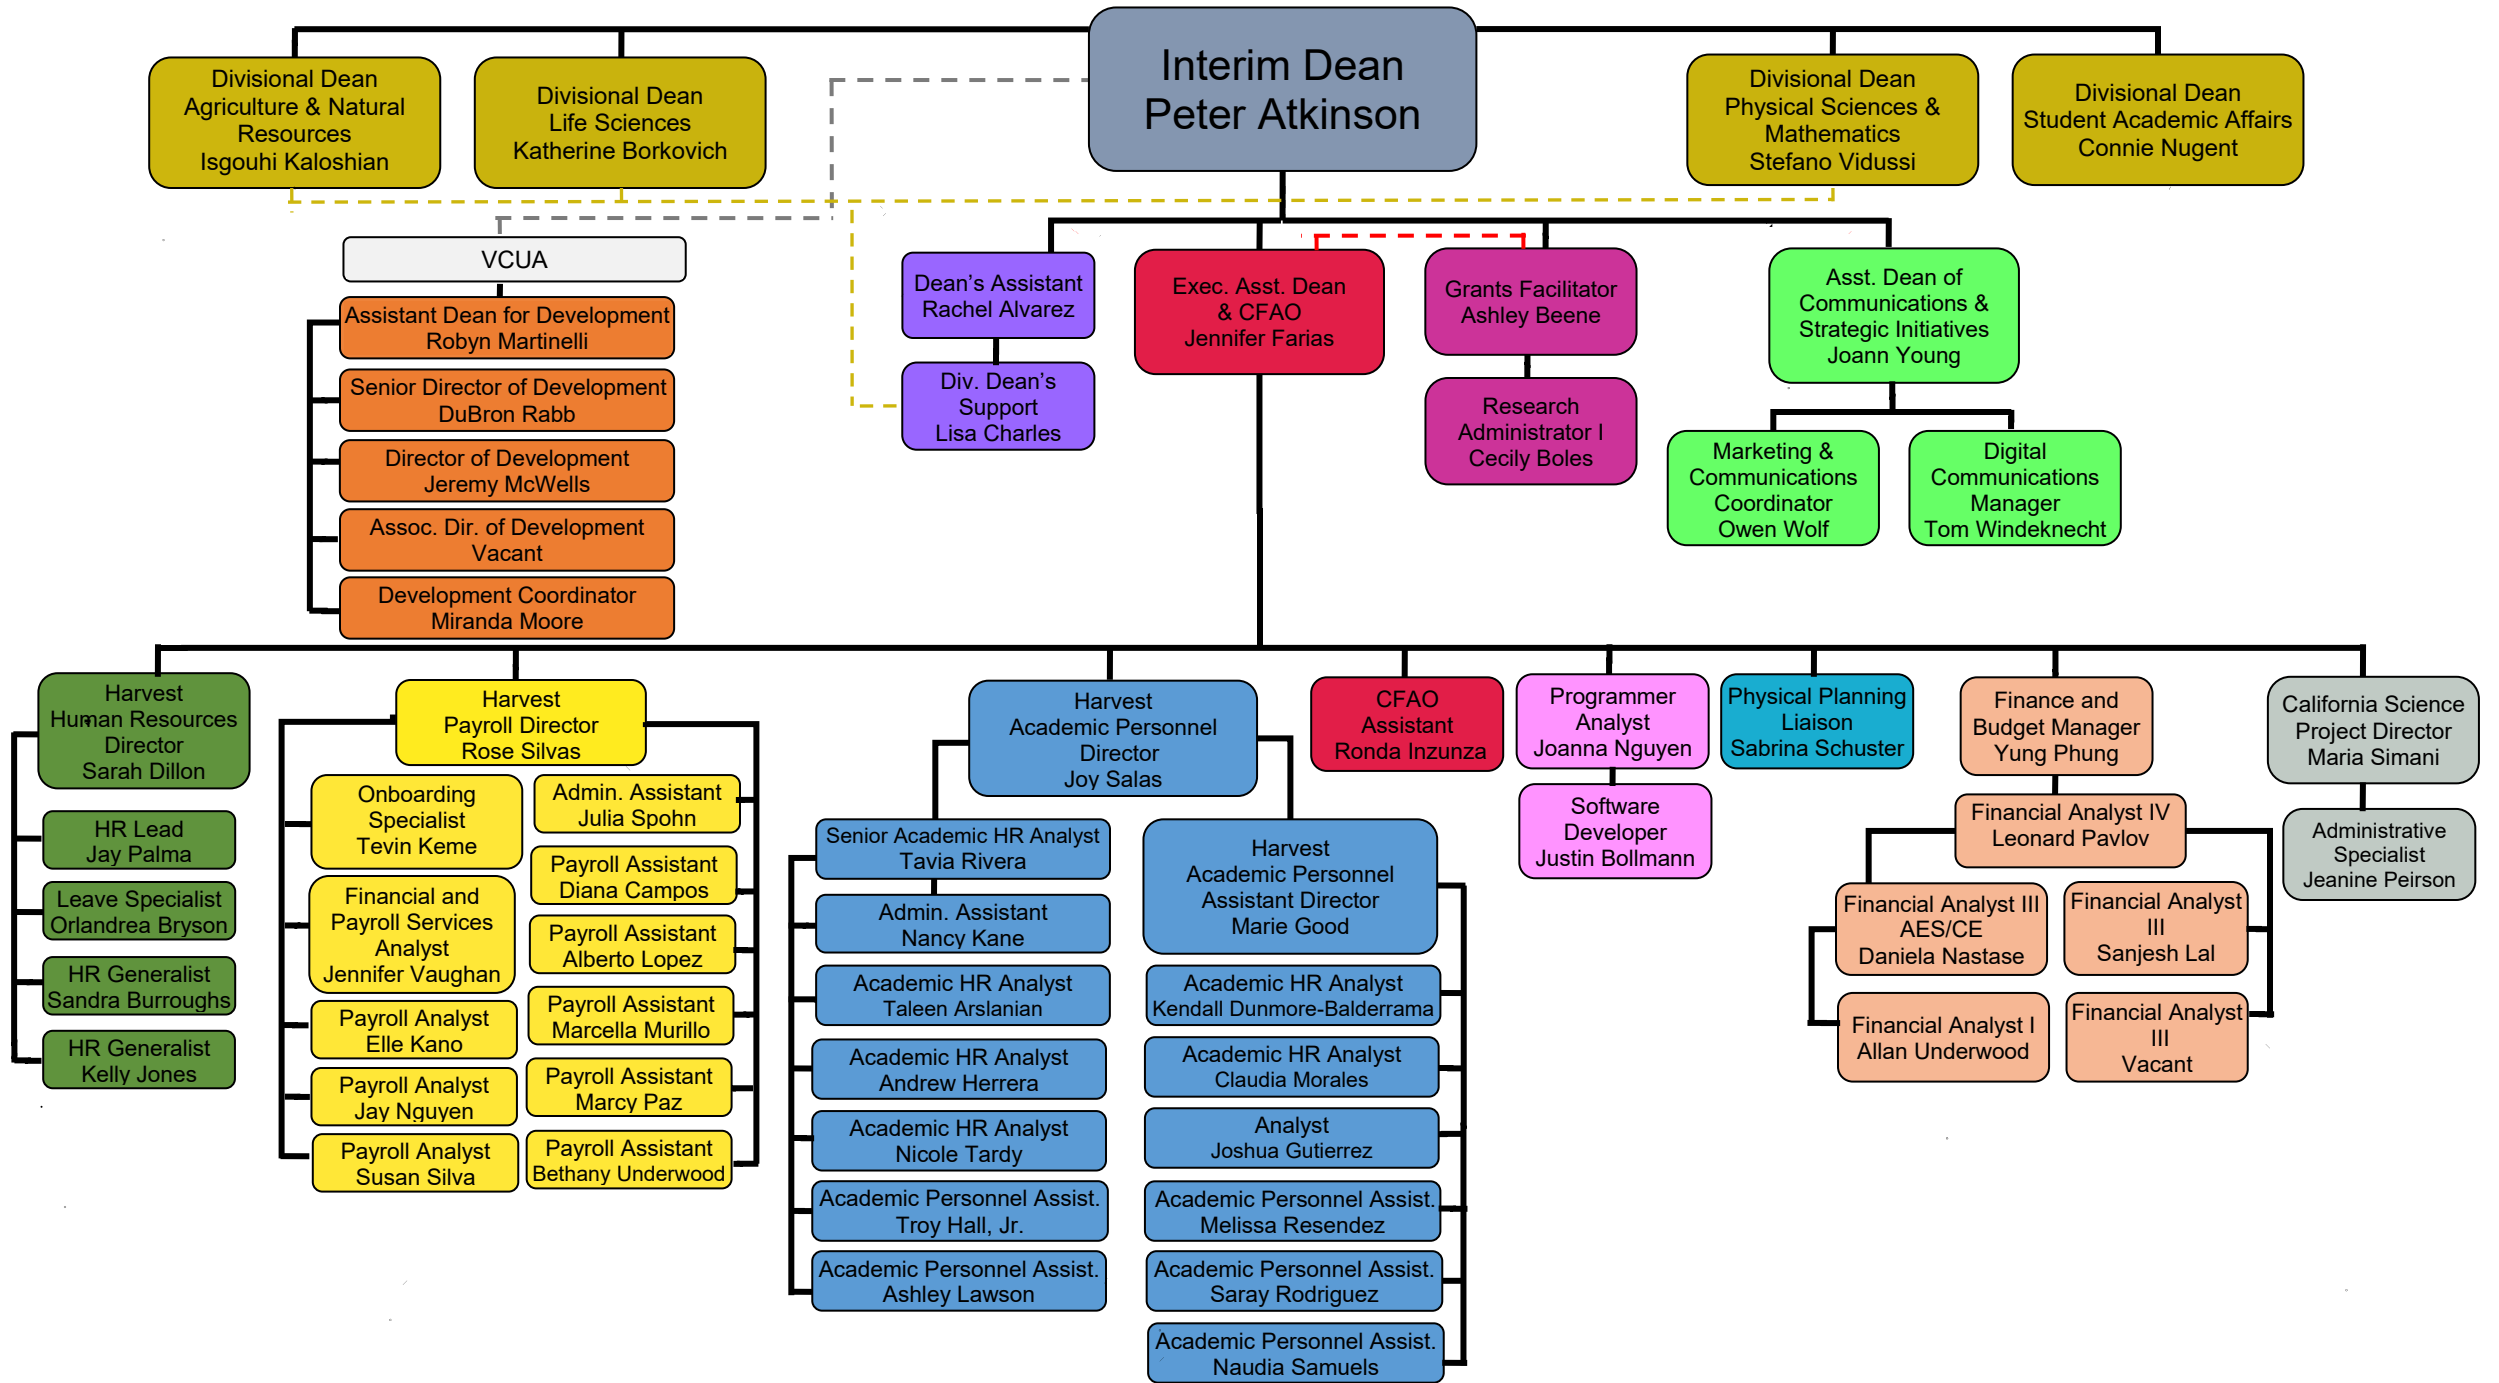 Interim Dean
Peter Atkinson
Divisional Dean
Agriculture & Natural
Resources
Isgouhi Kaloshian
Divisional Dean
Life Sciences
Katherine Borkovich
Divisional Dean
Physical Sciences &
Mathematics
Stefano Vidussi
Divisional Dean
Student Academic Affairs
Connie Nugent
VCUA
Assistant Dean for Development
Robyn Martinelli
Senior Director of Development
DuBron Rabb
Director of Development
Jeremy McWells
Assoc. Dir. of Development
Vacant
Development Coordinator
Miranda Moore
Dean’s Assistant
Rachel Alvarez
Div. Dean’s
Support
Lisa Charles
Exec. Asst. Dean
& CFAO
Jennifer Farias
Grants Facilitator
Ashley Beene
Research
Administrator I
Cecily Boles
Asst. Dean of
Communications &
Strategic Initiatives
Joann Young
Marketing &
Communications
Coordinator
Owen Wolf
Digital
Communications
Manager
Tom Windeknecht
Harvest
Human Resources
Director
Sarah Dillon
HR Lead
Jay Palma
Leave Specialist
Orlandrea Bryson
HR Generalist
Sandra Burroughs
HR Generalist
Kelly Jones
Harvest
Payroll Director
Rose Silvas
Onboarding
Specialist
Tevin Keme
Financial and
Payroll Services
Analyst
Jennifer Vaughan
Payroll Analyst
Elle Kano
Payroll Analyst
Jay Nguyen
Payroll Analyst
Susan Silva
Admin. Assistant
Julia Spohn
Payroll Assistant
Diana Campos
Payroll Assistant
Alberto Lopez
Payroll Assistant
Marcella Murillo
Payroll Assistant
Marcy Paz
Payroll Assistant
Bethany Underwood
Harvest
Academic Personnel
Director
Joy Salas
Senior Academic HR Analyst
Tavia Rivera
Admin. Assistant
Nancy Kane
Academic HR Analyst
Taleen Arslanian
Academic HR Analyst
Andrew Herrera
Academic HR Analyst
Nicole Tardy
Academic Personnel Assist.
Troy Hall, Jr.
Academic Personnel Assist.
Ashley Lawson
Harvest
Academic Personnel
Assistant Director
Marie Good
Academic HR Analyst
Kendall Dunmore-Balderrama
Academic HR Analyst
Claudia Morales
Analyst
Joshua Gutierrez
Academic Personnel Assist.
Melissa Resendez
Academic Personnel Assist.
Saray Rodriguez
Academic Personnel Assist.
Naudia Samuels
CFAO
Assistant
Ronda Inzunza
Programmer
Analyst
Joanna Nguyen
Software
Developer
Justin Bollmann
Physical Planning
Liaison
Sabrina Schuster
Finance and
Budget Manager
Yung Phung
Financial Analyst IV
Leonard Pavlov
Financial Analyst III
AES/CE
Daniela Nastase
Financial Analyst I
Allan Underwood
Financial Analyst
III
Sanjesh Lal
Financial Analyst
III
Vacant
California Science
Project Director
Maria Simani
Administrative
Specialist
Jeanine Peirson